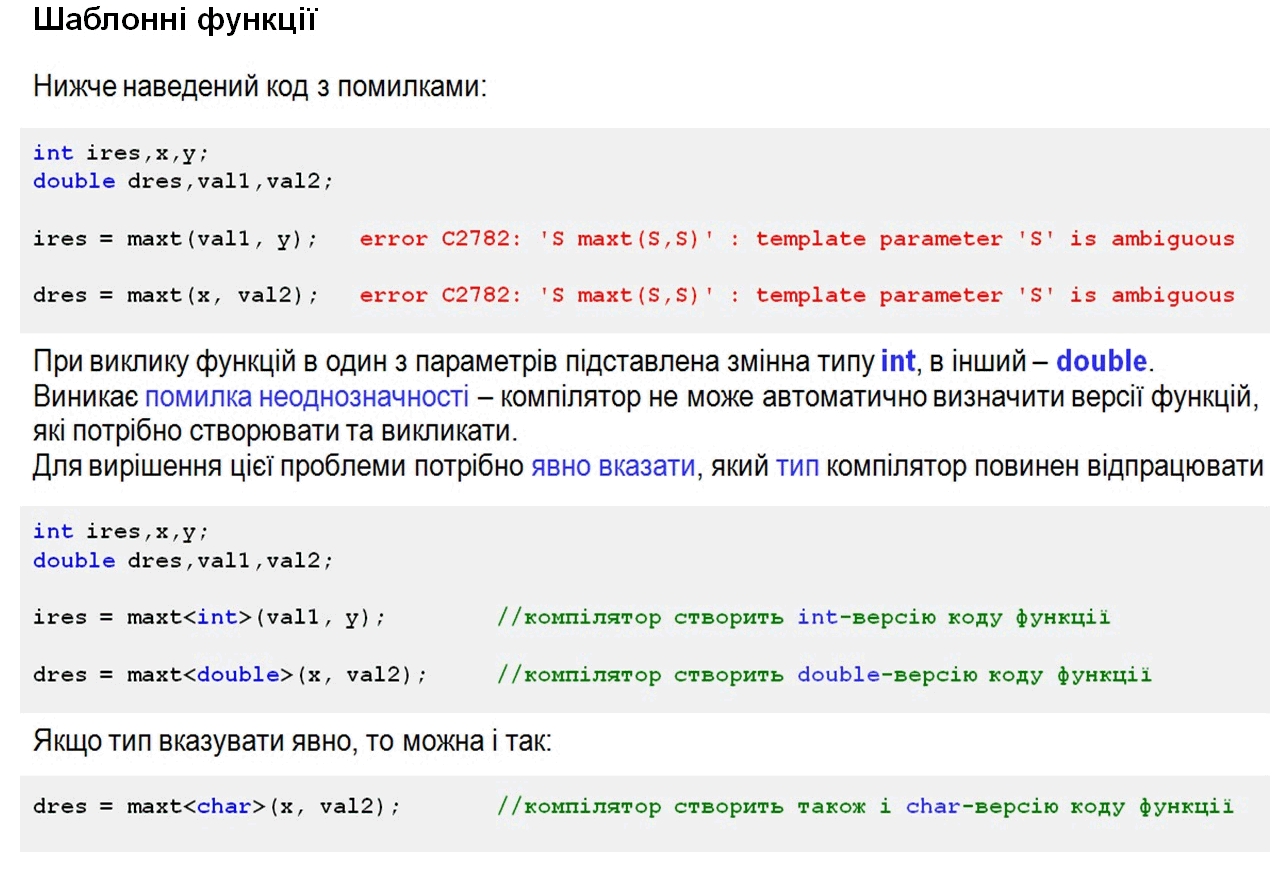 Шаблонні функції
Нижче наведений код з помилками:
int ires,x,y;
double dres,val1,val2;
ires = maxt(val1, y);   error C2782: 'S maxt(S,S)' : template parameter 'S' is ambiguous
dres = maxt(x, val2);   error C2782: 'S maxt(S,S)' : template parameter 'S' is ambiguous
При виклику функцій в один з параметрів підставлена змінна типу int, в інший – double.
Виникає помилка неоднозначності – компілятор не може автоматично визначити версії функцій,
які потрібно створювати та викликати.
Для вирішення цієї проблеми потрібно явно вказати, який тип компілятор повинен відпрацювати
int ires,x,y;
double dres,val1,val2;
ires = maxt<int>(val1, y);        //компілятор створить int-версію коду функції
dres = maxt<double>(x, val2);     //компілятор створить double-версію коду функції
Якщо тип вказувати явно, то можна і так:
dres = maxt<char>(x, val2);       //компілятор створить також і char-версію коду функції